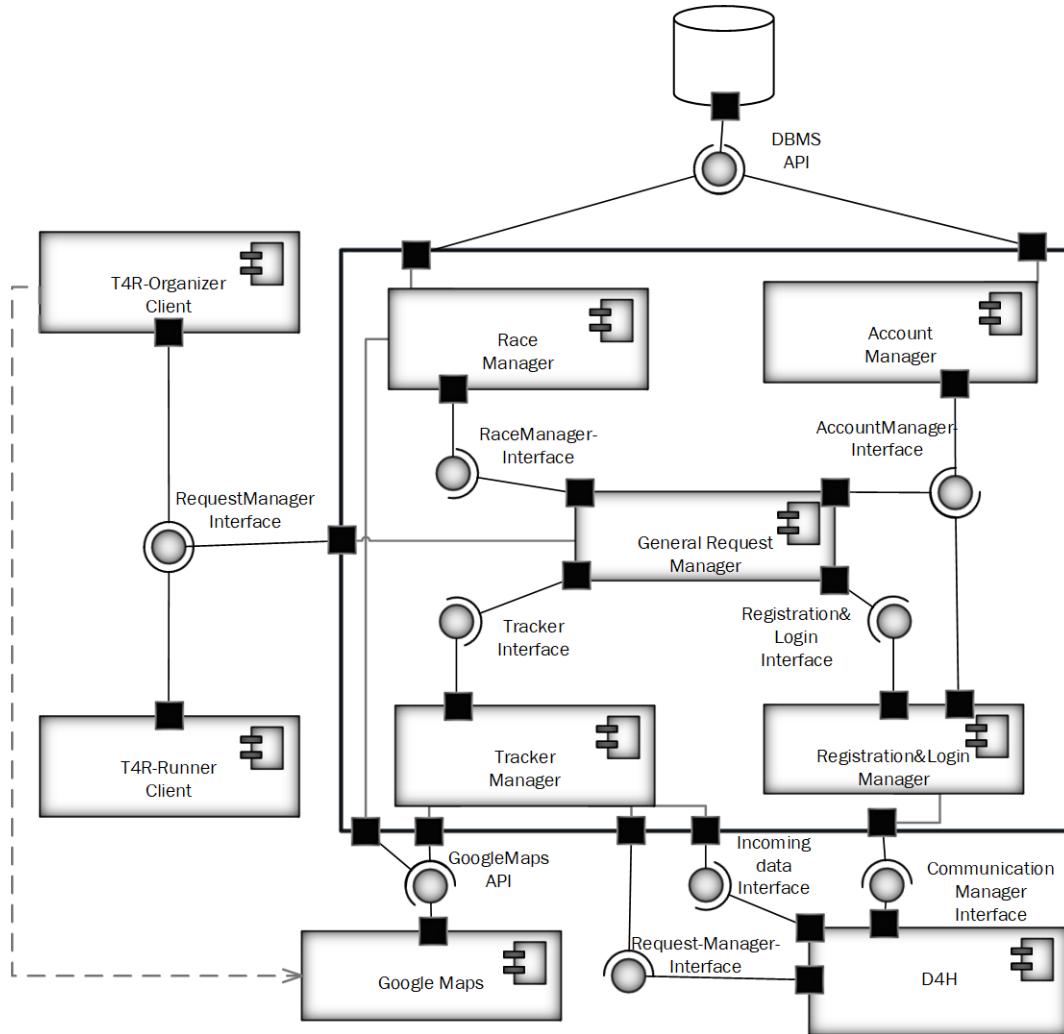 DBMS
API
T4R-Organizer
Client
Race
Manager
Account
Manager
RaceManager-
Interface
AccountManager-
Interface
RequestManager
Interface
General Request
Manager
Tracker
Interface
Registration&
Login
Interface
T4R-Runner
Client
Tracker
Manager
Registration&Login
Manager
GoogleMaps
API
Incoming
data
Interface
Communication
Manager
Interface
Request-Manager-
Interface
Google Maps
D4H